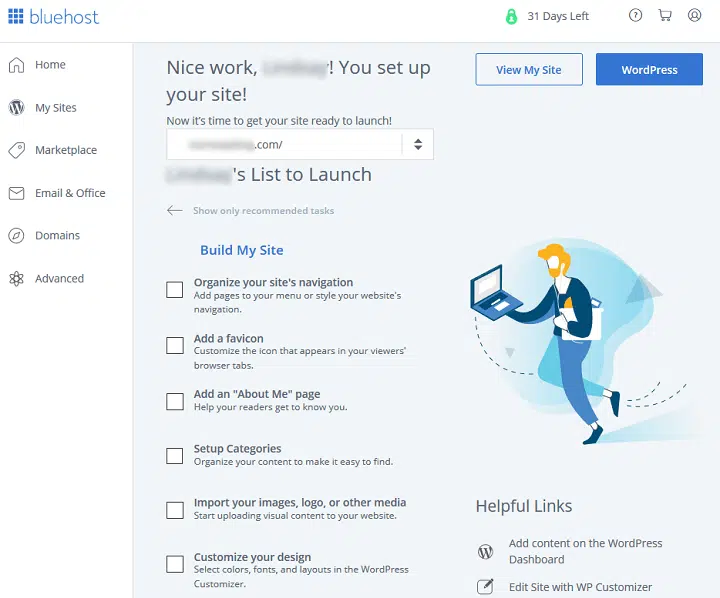 bluehost
31 Days Left
Home
My Sites
Marketplace
Email & Office
Domains
Advanced
Nice work, ! You set up
your site!
View My Site
WordPress
Now it's time to get your site ready to launch!
.com/
's List to Launch
Show only recommended tasks
Build My Site
Organize your site's navigation
Add pages to your menu or style your website's
navigation.
Add a favicon
Customize the icon that appears in your viewers'
browser tabs.
Add an "About Me" page
Help your readers get to know you.
Setup Categories
Organize your content to make it easy to find.
Import your images, logo, or other media
Start uploading visual content to your website.
Customize your design
Select colors, fonts, and layouts in the WordPress
Customizer.
Helpful Links
Add content on the WordPress
Dashboard
Edit Site with WP Customizer